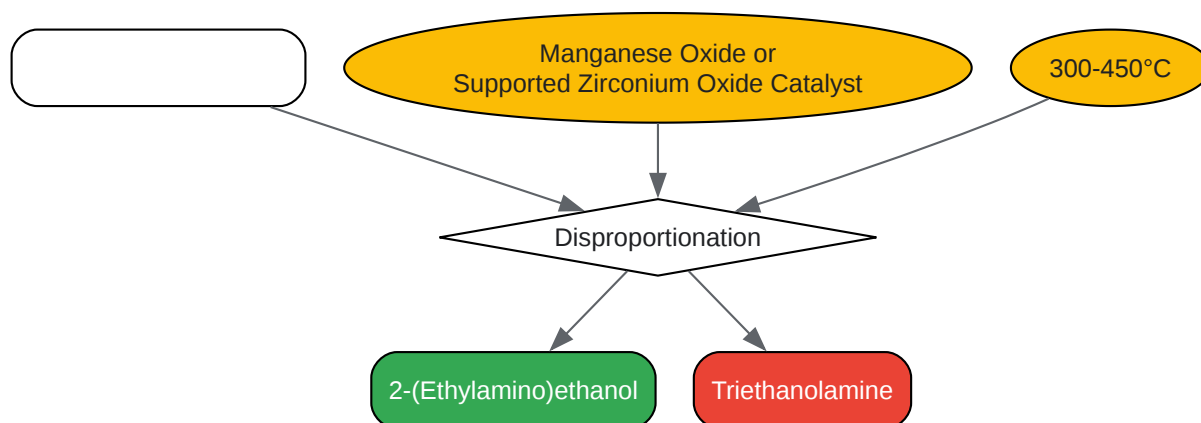 Manganese Oxide or
Supported Zirconium Oxide Catalyst
300-450°C
Disproportionation
2-(Ethylamino)ethanol
Triethanolamine